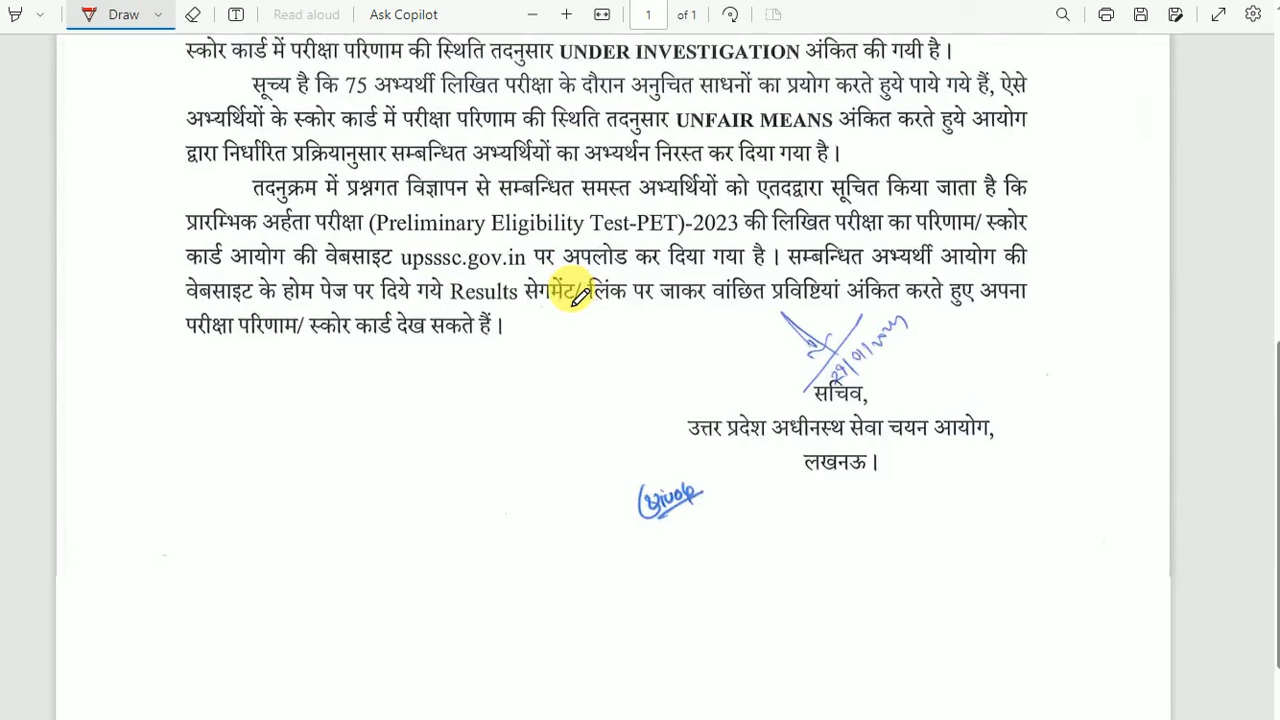 Draw
Read aloud
Ask Copilot
1
of 1
स्कोर कार्ड में परीक्षा परिणाम की स्थिति तदनुसार UNDER INVESTIGATION अंकित की गयी है।
सूच्य है कि 75 अभ्यर्थी लिखित परीक्षा के दौरान अनुचित साधनों का प्रयोग करते हुये पाये गये हैं, ऐसे
अभ्यर्थियों के स्कोर कार्ड में परीक्षा परिणाम की स्थिति तदनुसार UNFAIR MEANS अंकित करते हुये आयोग
द्वारा निर्धारित प्रक्रियानुसार सम्बन्धित अभ्यर्थियों का अभ्यर्थन निरस्त कर दिया गया है।
तदनुक्रम में प्रश्नगत विज्ञापन से सम्बन्धित समस्त अभ्यर्थियों को एतदद्वारा सूचित किया जाता है कि
प्रारम्भिक अर्हता परीक्षा (Preliminary Eligibility Test-PET)-2023 की लिखित परीक्षा का परिणाम/ स्कोर
कार्ड आयोग की वेबसाइट upsssc.gov.in पर अपलोड कर दिया गया है। सम्बन्धित अभ्यर्थी आयोग की
वेबसाइट के होम पेज पर दिये गये Results सेगमेंट/ लिंक पर जाकर वांछित प्रविष्टियां अंकित करते हुए अपना
परीक्षा परिणाम/ स्कोर कार्ड देख सकते हैं।
सचिव,
उत्तर प्रदेश अधीनस्थ सेवा चयन आयोग,
लखनऊ।